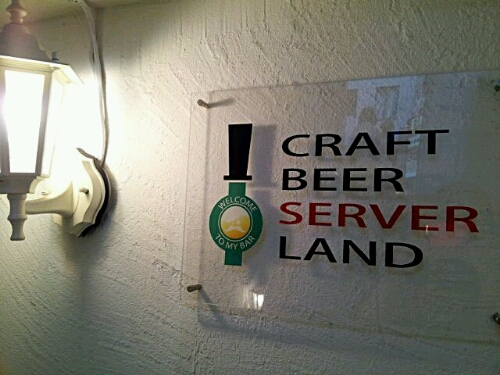 WELCOME
TO MY BAR
CRAFT
BEER
SERVER
LAND